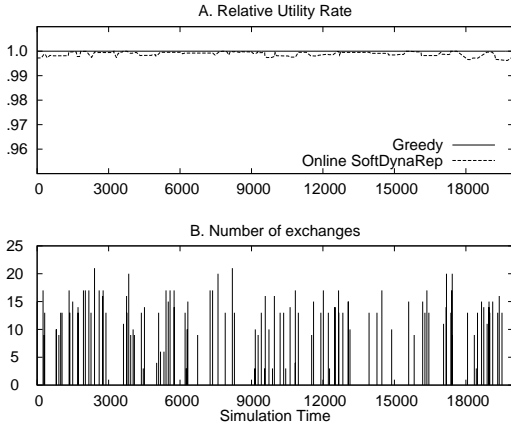 A. Relative Utility Rate
1.0
.99
.98
.97
.96
Greedy
Online SoftDynaRep
0 3000 6000 9000 12000 15000 18000
B. Number of exchanges
25
20
15
10
5
0
0 3000 6000 9000 12000 15000 18000
Simulation Time